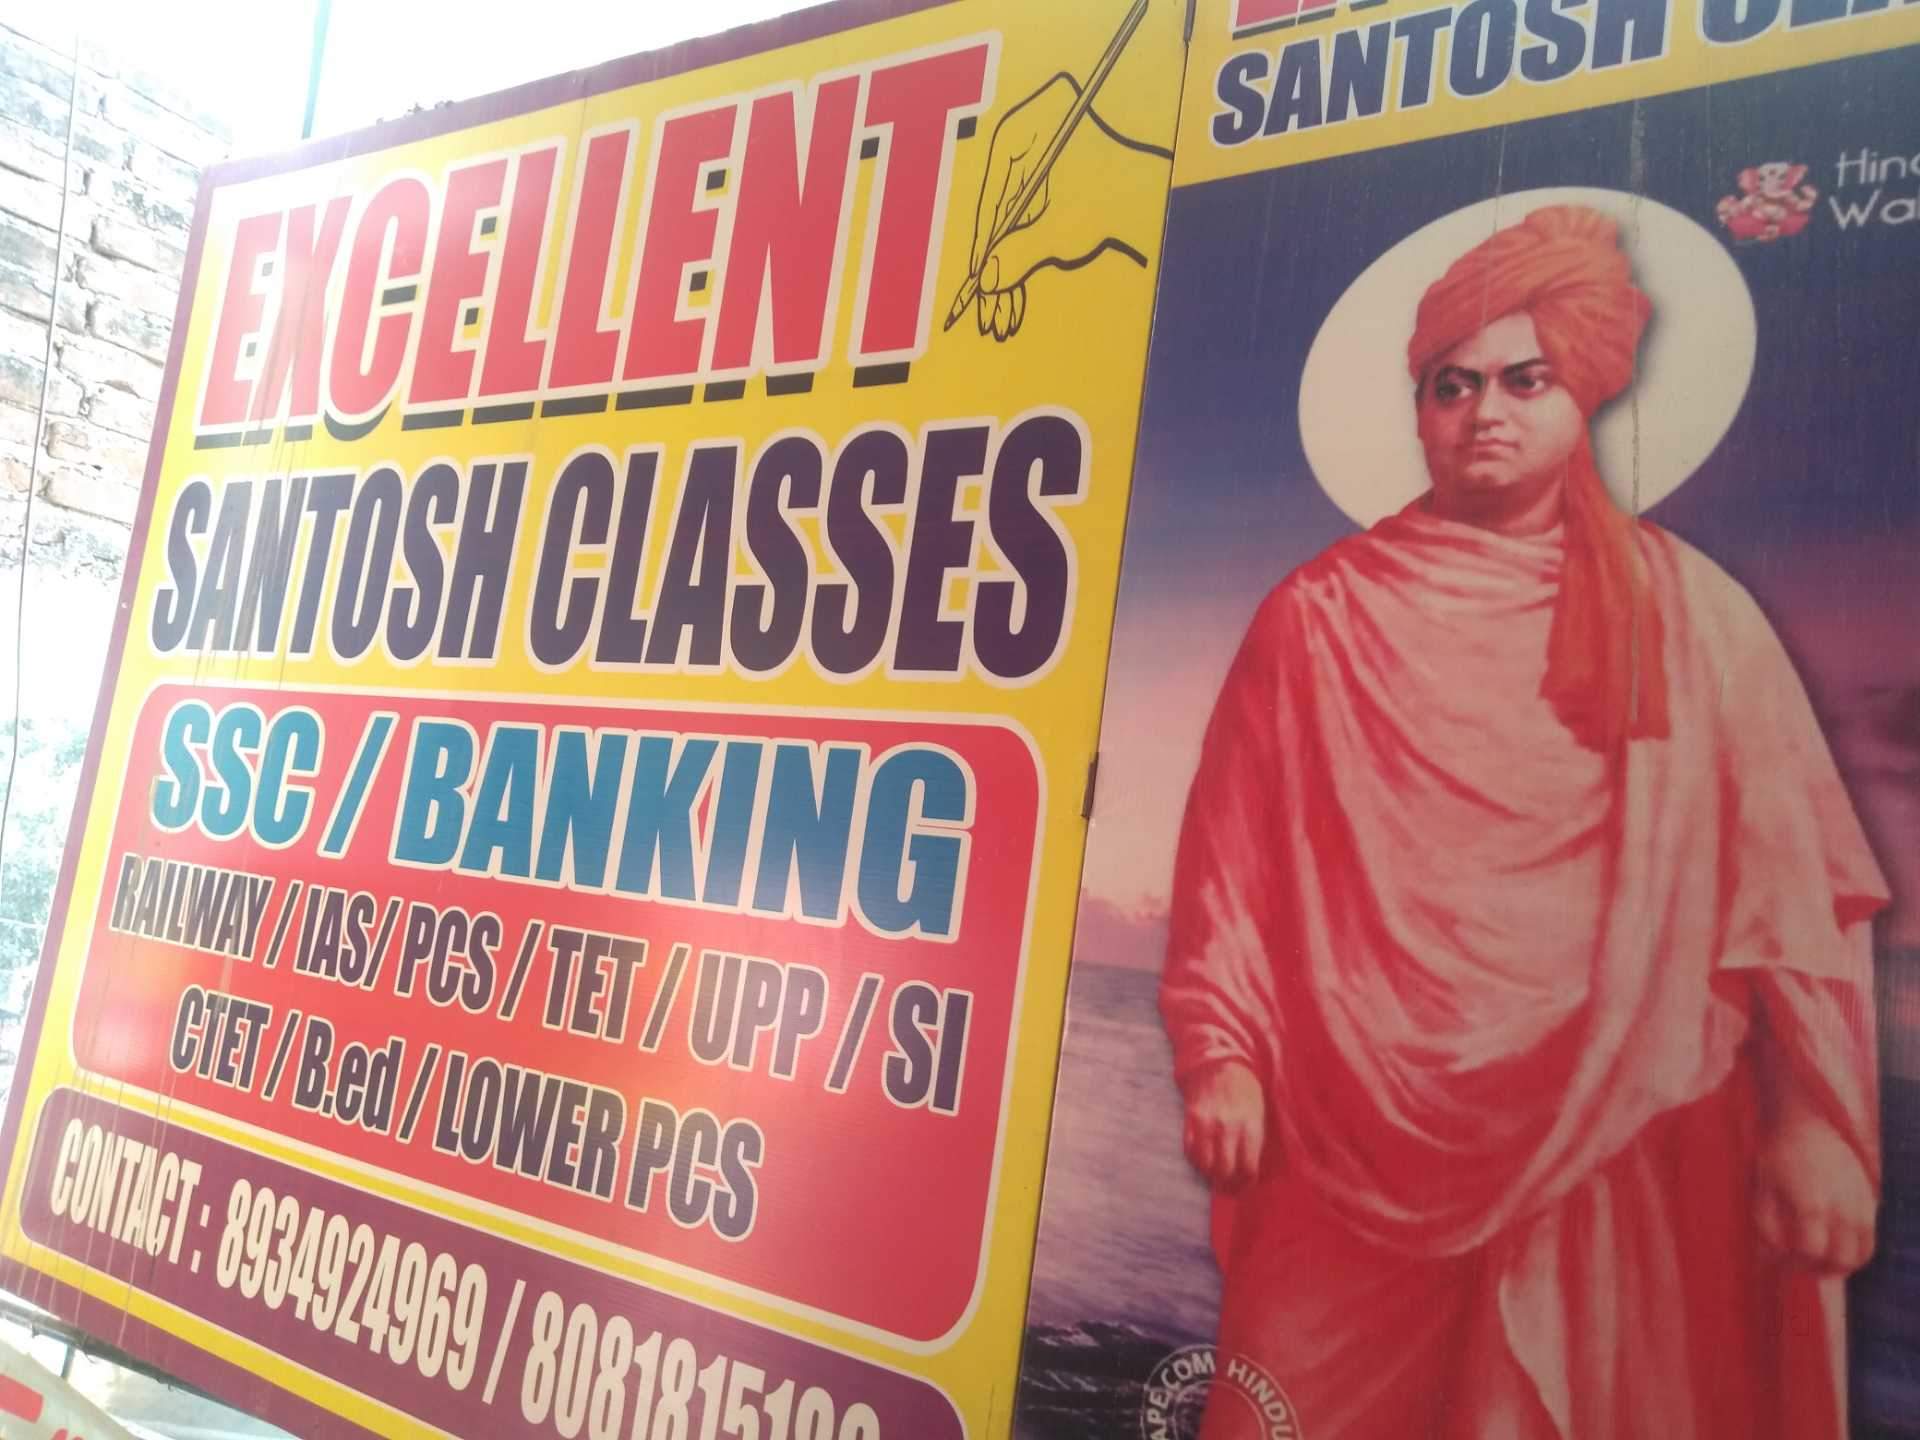 EXCELLENT
SANTOSH CLASSES
SSC / BANKING
RAILWAY / IAS/ PCS / TET / UPP / SI
CTET / B.ed / LOWER PCS
CONTACT : 8934924969 /
SANTOSH